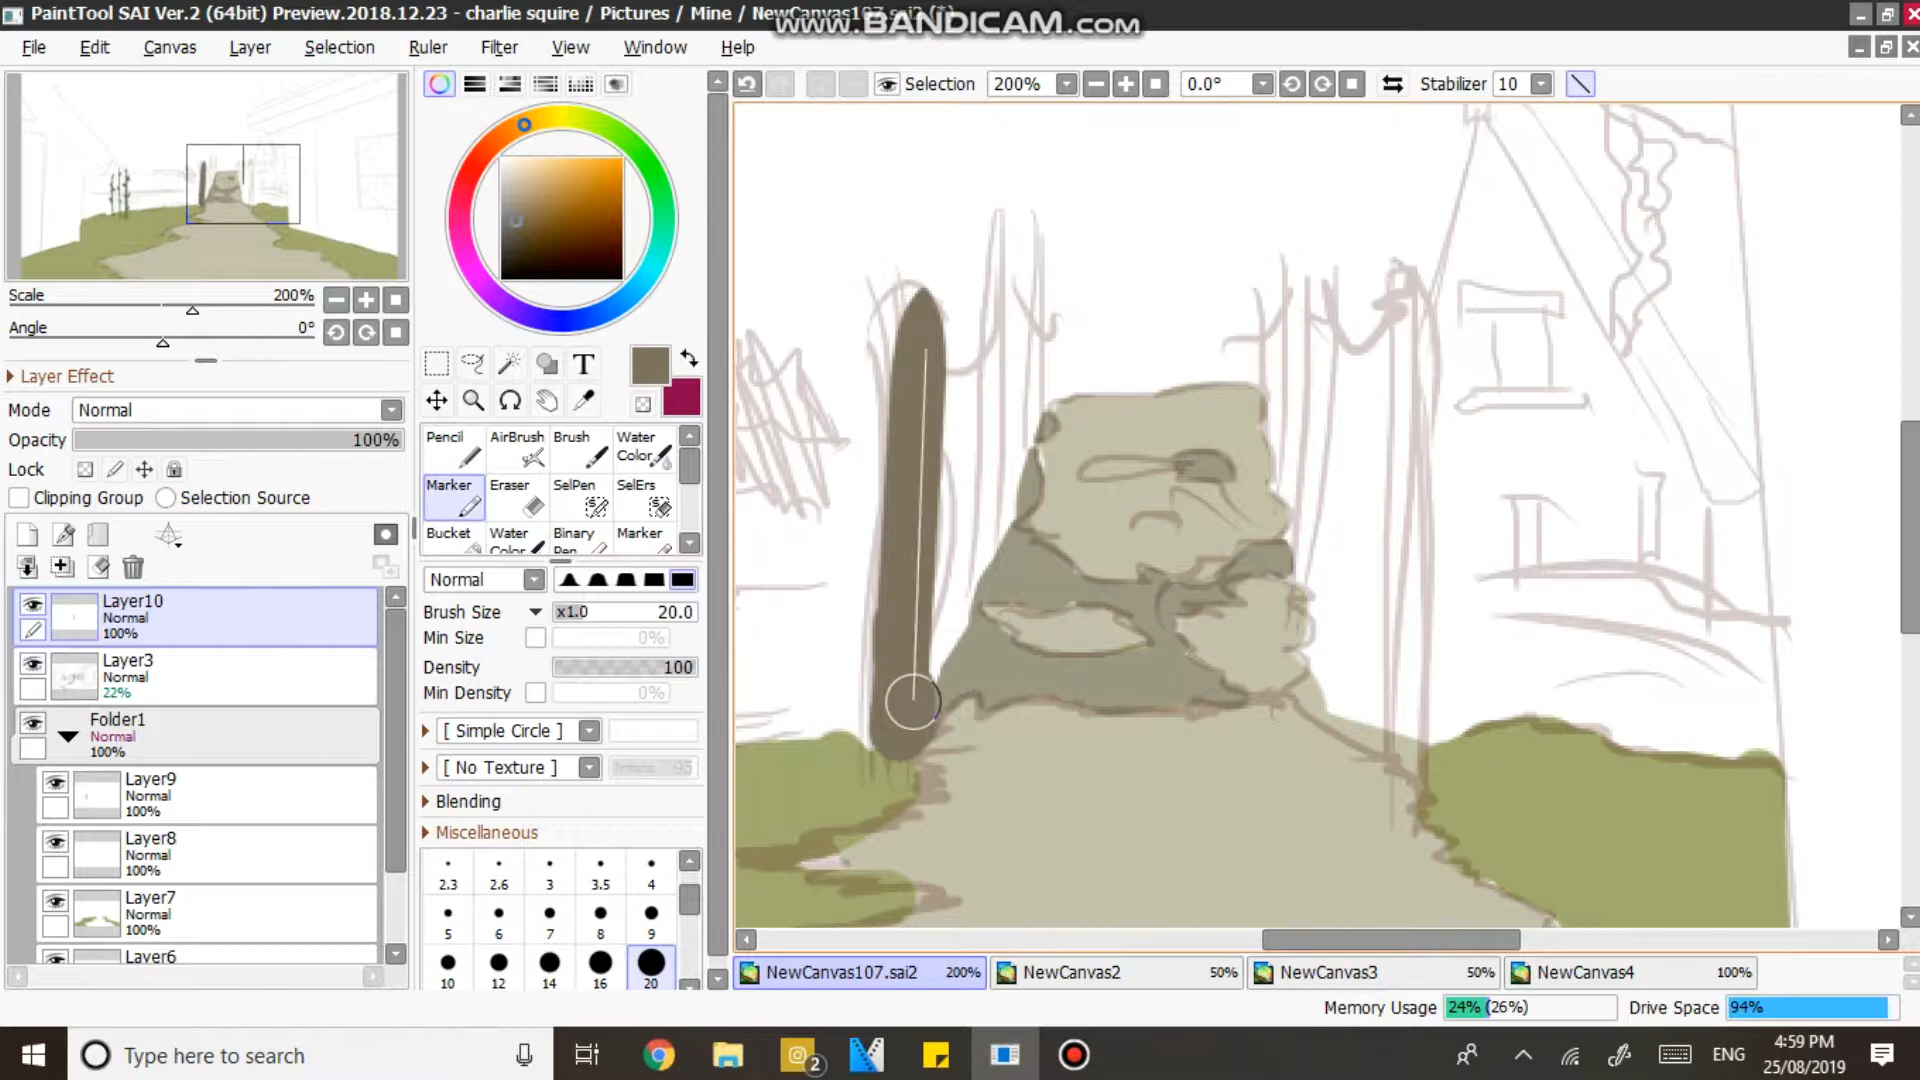 PaintTool SAI Ver.2 (64bit) Preview.2018.12.23 - charlie squire / Pictures / Mine / NewCanvas107.sai2 (*)
www.BANDICAM.com
File Edit Canvas Layer Selection Ruler Filter View Window Help
Selection 200% 0.0° Stabilizer 10
Scale 200%
Angle 0°
Layer Effect
Mode Normal
Opacity 100%
Lock
Clipping Group Selection Source
Layer10
Normal
100%
Layer3
Normal
22%
Folder1
Normal
100%
Layer9
Normal
100%
Layer8
Normal
100%
Layer7
Normal
100%
Layer6
T
Pencil AirBrush Brush Water Color
Marker Eraser SelPen SelErs
Bucket Water Color Binary Pen Marker
Normal
Brush Size x1.0 20.0
Min Size 0%
Density 100
Min Density 0%
[ Simple Circle ]
[ No Texture ] 95
Blending
Miscellaneous
2.3 2.6 3 3.5 4
5 6 7 8 9
10 12 14 16 20
NewCanvas107.sai2 200% NewCanvas2 50% NewCanvas3 50% NewCanvas4 100%
Memory Usage 24% (26%) Drive Space 94%
Type here to search
2
ENG
4:59 PM
25/08/2019